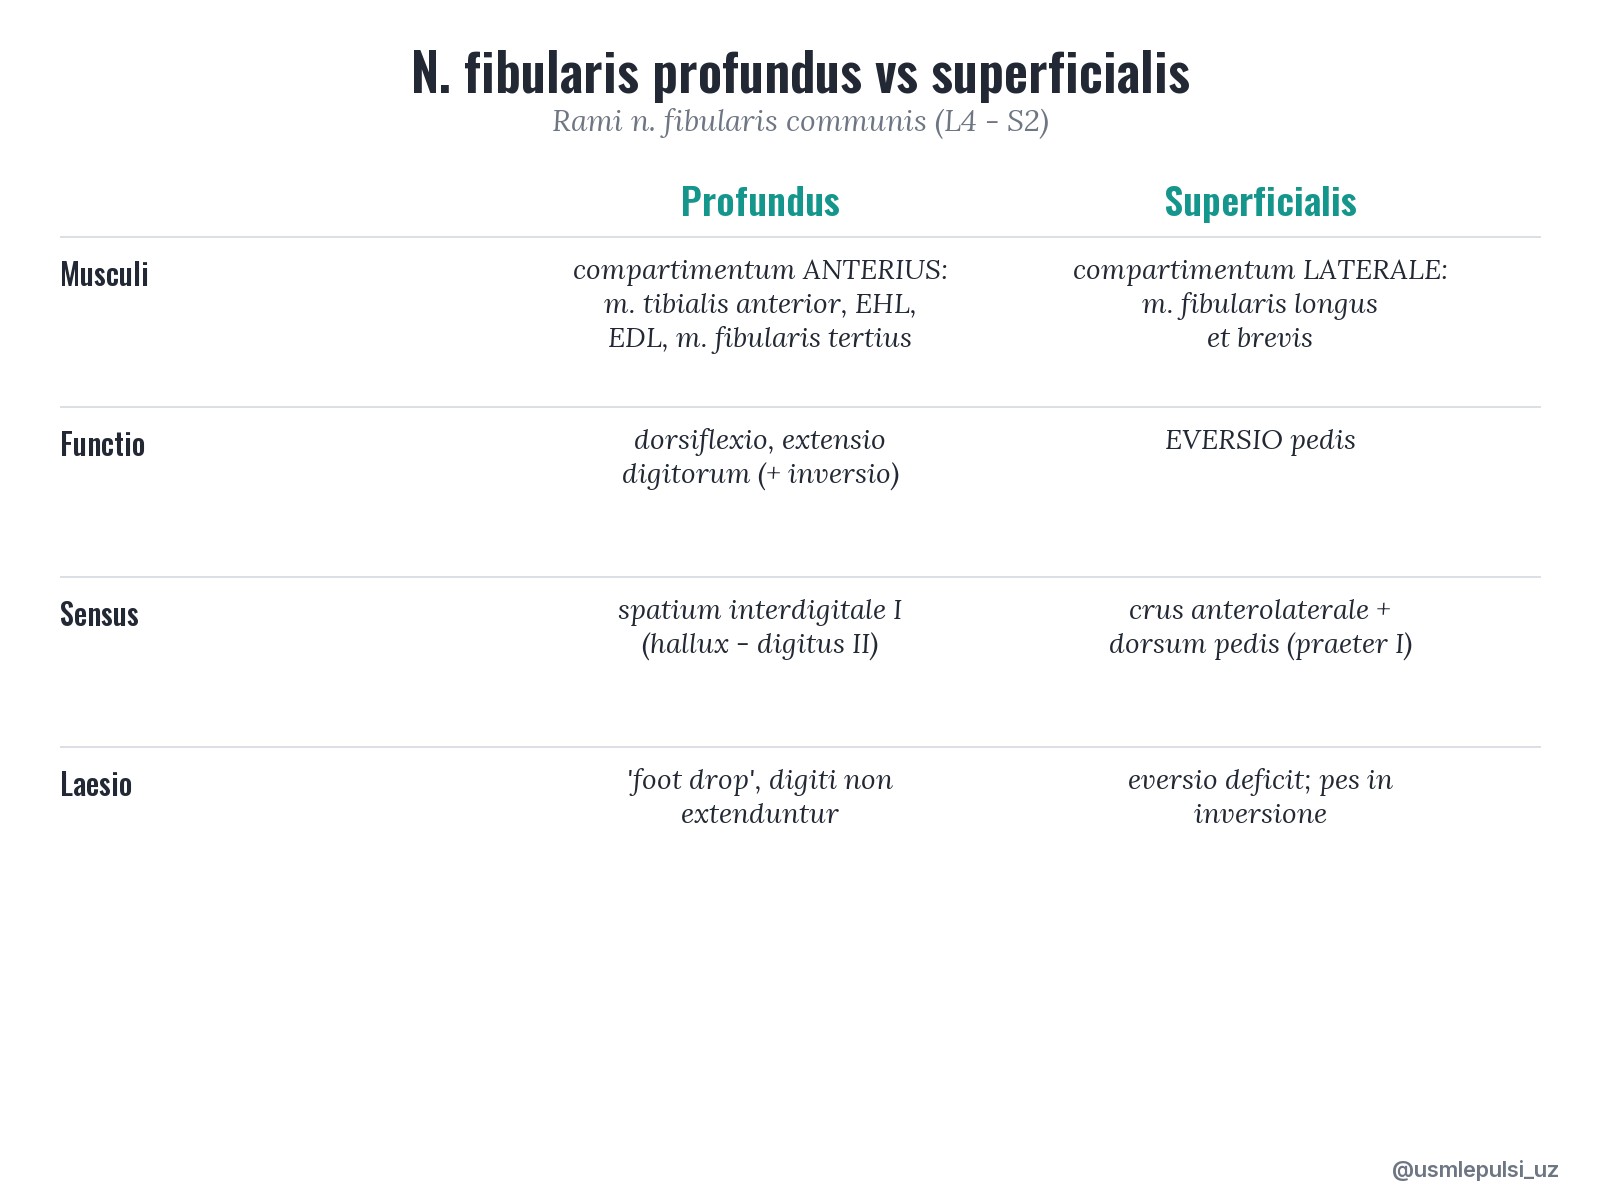 N. fibularis profundus vs superficialis
Rami n. fibularis communis (L4 - S2)
Profundus
Superficialis
Musculi
compartimentum ANTERIUS:
m. tibialis anterior, EHL,
EDL, m. fibularis tertius
compartimentum LATERALE:
m. fibularis longus
et brevis
Functio
dorsiflexio, extensio
digitorum (+ inversio)
EVERSIO pedis
Sensus
spatium interdigitale I
(hallux - digitus II)
crus anterolaterale +
dorsum pedis (praeter I)
Laesio
'foot drop', digiti non
extenduntur
eversio deficit; pes in
inversione
@usmlepulsi_uz